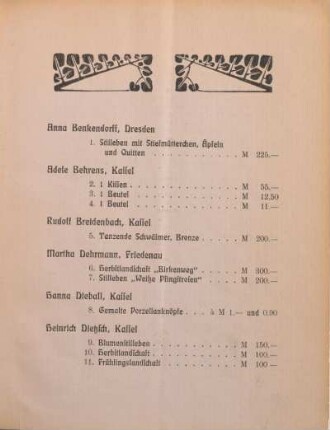 Anna Benkendorff, Dresden
1. Stilleben mit Stiefmütterchen, Äpfeln
und Quitten . . . . . . . . . . M 225.—
Adele Behrens, Kassel
2. 1 Kissen . . . . . . . . . . . . . M 55,—
3. 1 Beutel . . . . . . . . . . . . . M 12,50
4. 1 Beutel . . . . . . . . . . . . . M 11.—
Rudolf Breidenbach, Kassel
5. Tanzende Schwälmer, Bronze . . . . M 200.—
Martha Dehrmann, Friedenau
6. Herbstlandschaft „Birkenweg“ . . . . M 300.—
7. Stilleben „Weiße Pfingstrosen“ . . . M 200.—
Hanna Dieball, Kassel
8. Gemalte Porzellanknöpfe . . . à M 1.— und 0.90
Heinrich Dietzsch, Kassel
9. Blumenstilleben . . . . . . . . . M 150.—
10. Herbstlandschaft . . . . . . . . . M 100.—
11. Frühlingslandschaft . . . . . . . . M 100 —